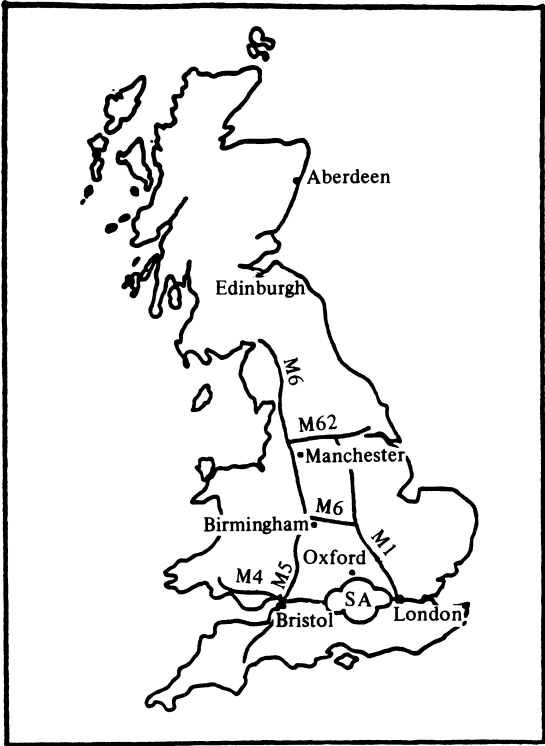 Aberdeen
Edinburgh
M6
M62
Manchester
M6
Birmingham
M1
Oxford
M4
M5
SA
London
Bristol